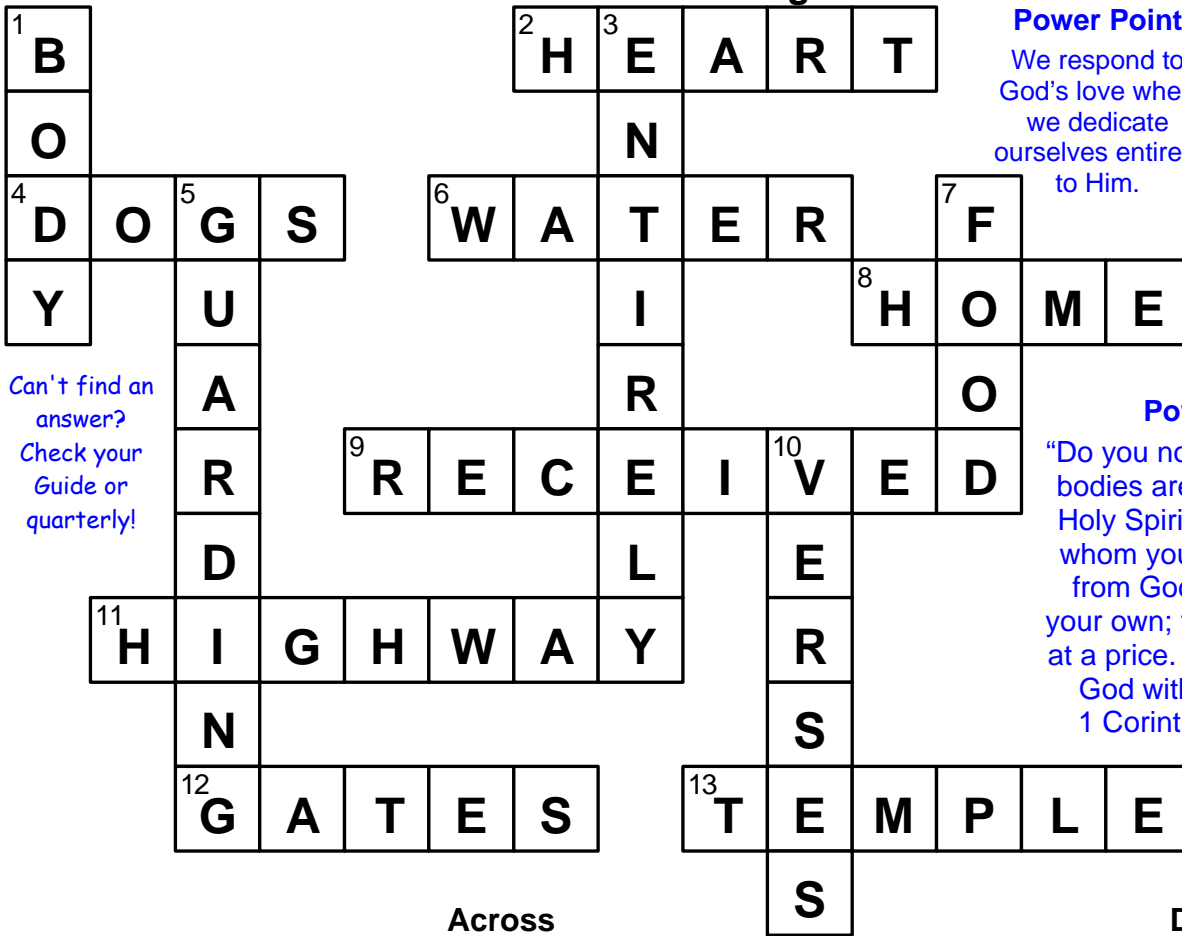 1 B 2 H 3 E A R T
O N
4 D O 5 G S 6 W A T E R 7 F
Y U I 8 H O M E
A R O
R 9 R E C E I 10 V E D
D L E
11 H I G H W A Y R
N S
12 G A T E S 13 T E M P L E
S
Power Point
We respond to
God's love whe
we dedicate
ourselves entire
to Him.
Can't find an
answer?
Check your
Guide or
quarterly!
Pow
“Do you no
bodies are
Holy Spiri
whom you
from God
your own; y
at a price.
God with
1 Corint
Across
D